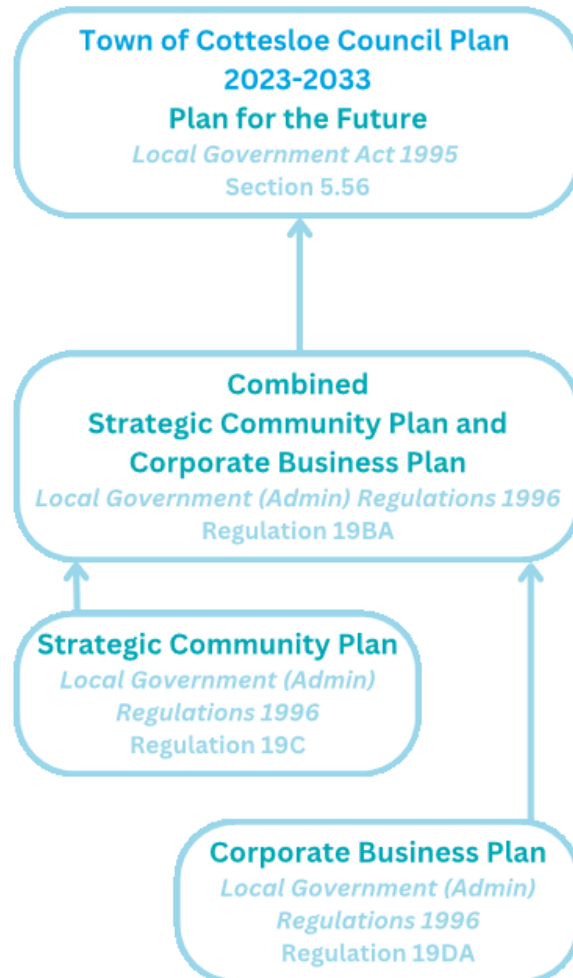 Town of Cottesloe Council Plan
2023-2033
Plan for the Future
Local Government Act 1995
Section 5.56
Combined
Strategic Community Plan and
Corporate Business Plan
Local Government (Admin) Regulations 1996
Regulation 19BA
Strategic Community Plan
Local Government (Admin)
Regulations 1996
Regulation 19C
Corporate Business Plan
Local Government (Admin)
Regulations 1996
Regulation 19DA